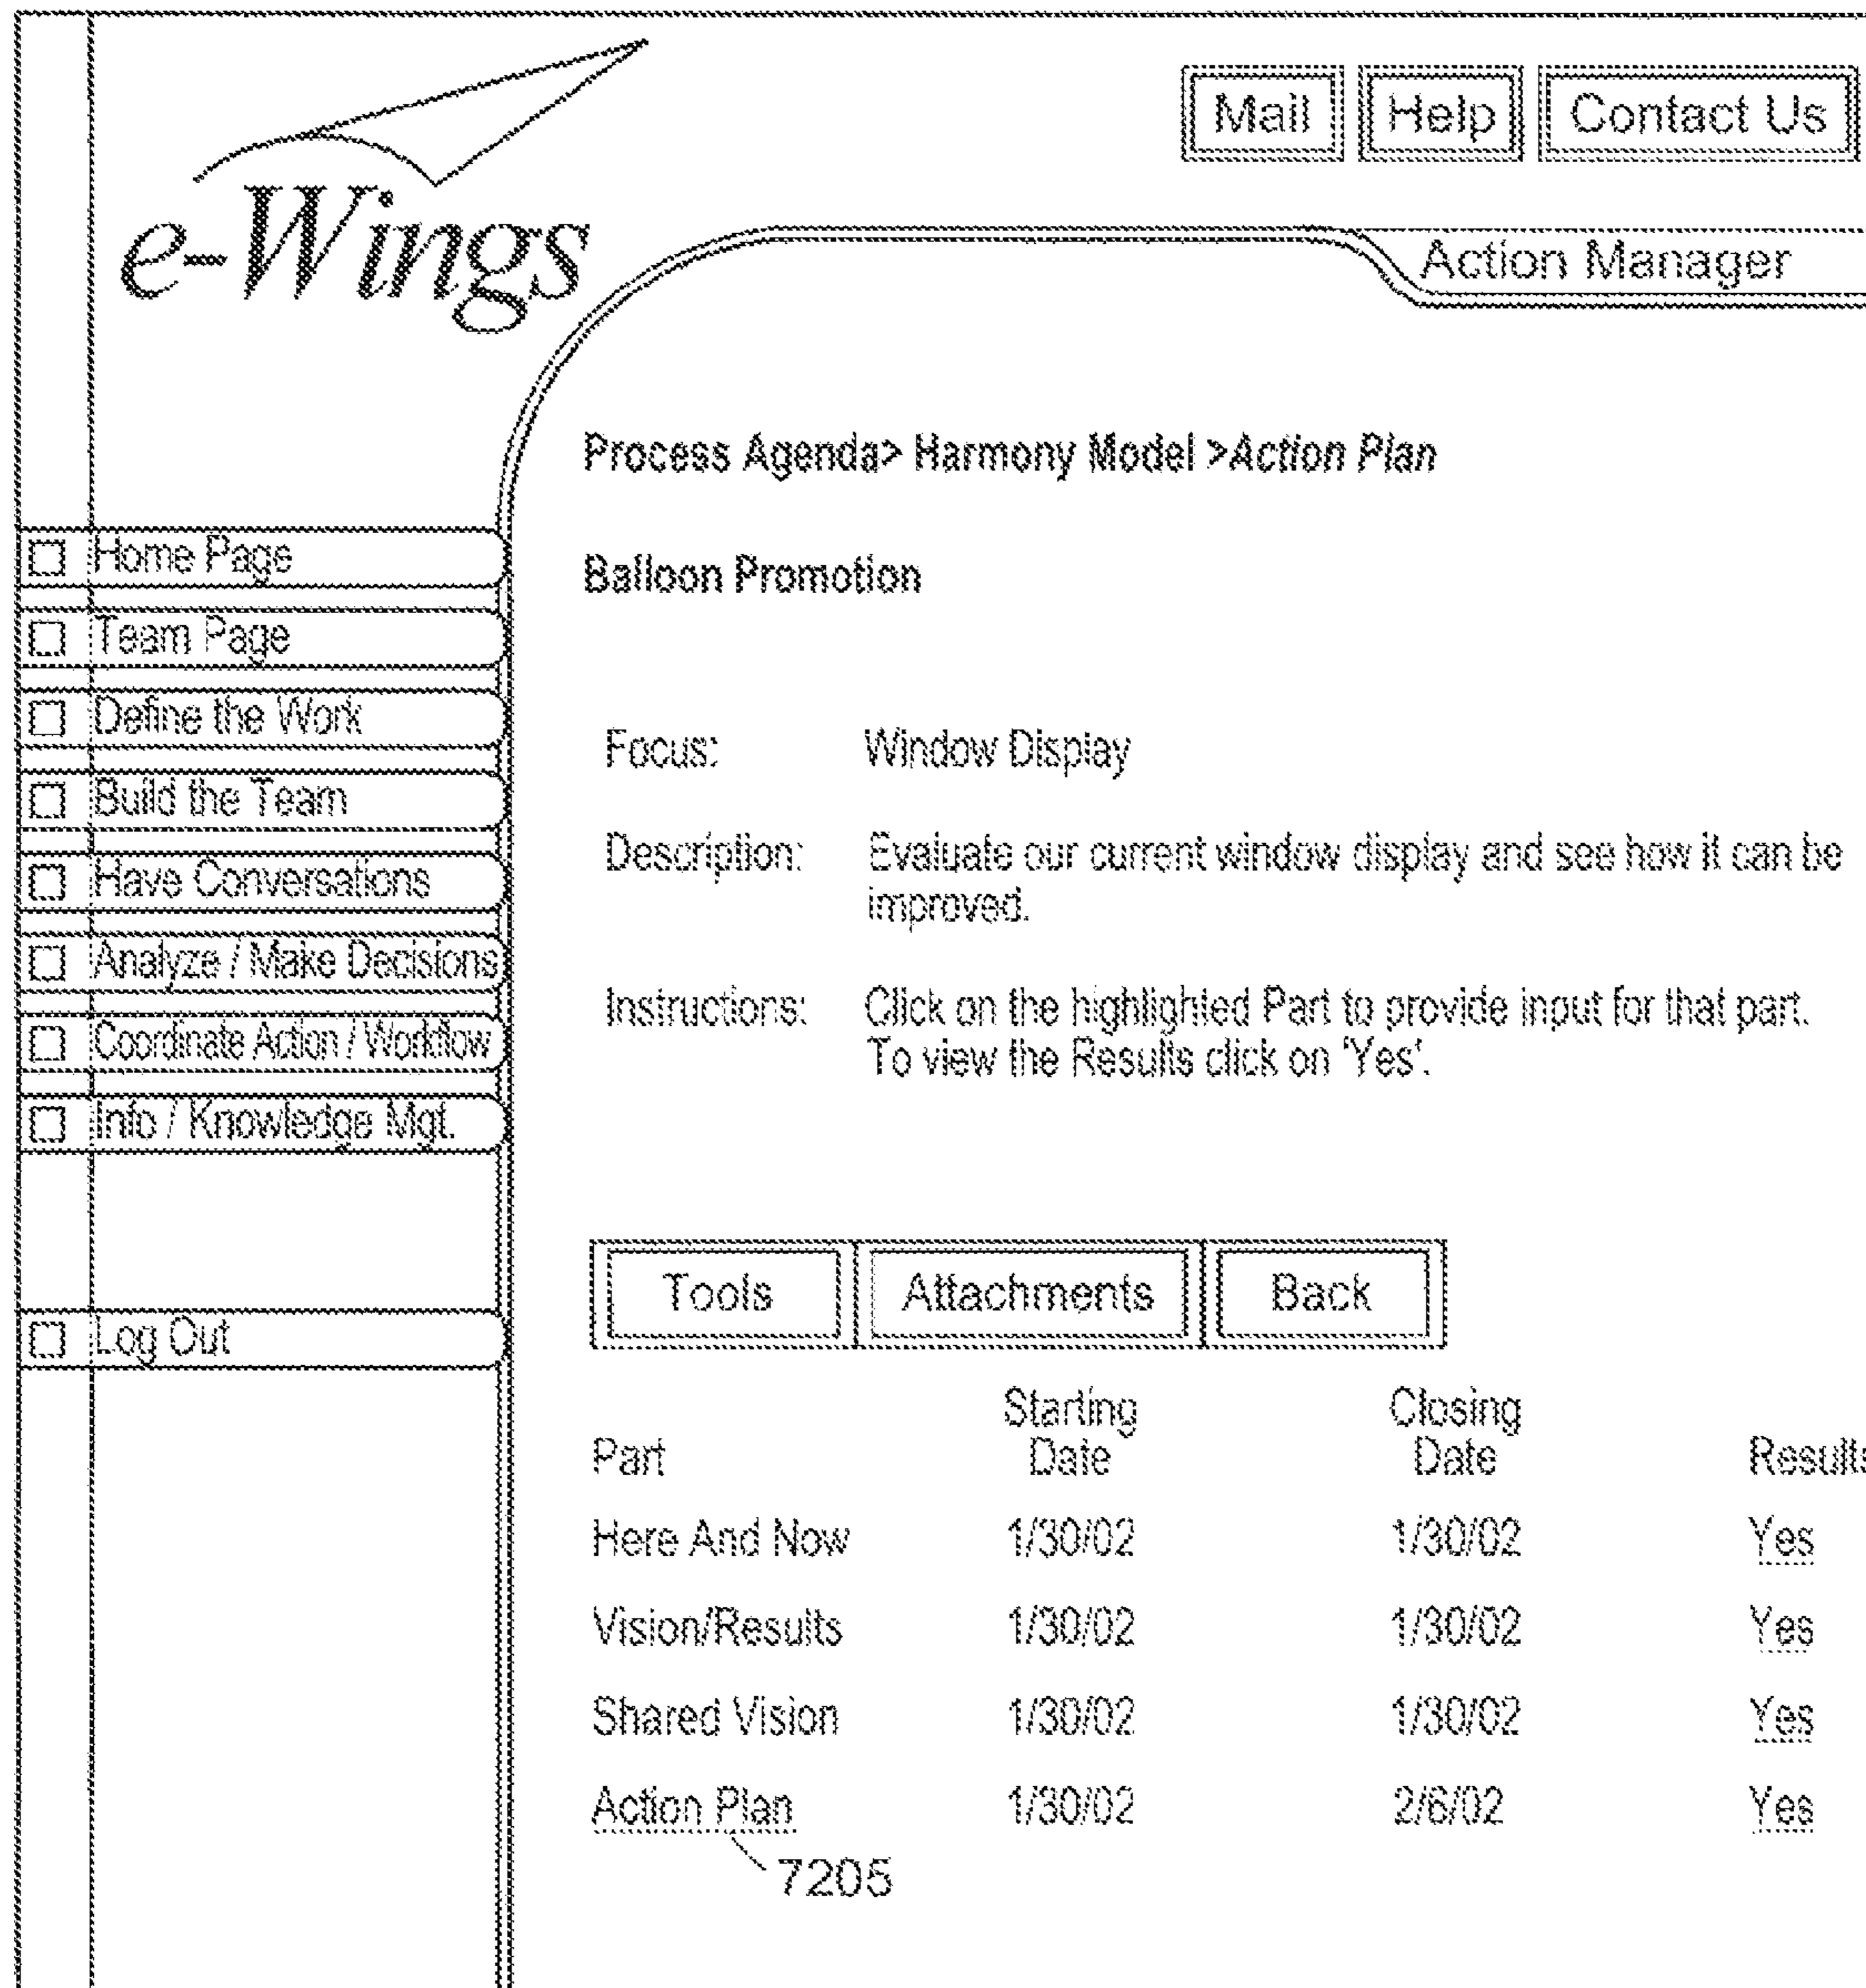 Mail Help Contact Us
e-Wings
Action Manager
Process Agenda> Harmony Model >Action Plan
Balloon Promotion
Home Page
Team Page
Define the Work
Build the Team
Have Conversations
Analyze / Make Decisions
Coordinate Action / Workflow
Info / Knowledge Mgt.
Log Out
Focus: Window Display
Description: Evaluate our current window display and see how it can be
improved.
Instructions: Click on the highlighted Part to provide input for that part.
To view the Results click on 'Yes'.
Tools Attachments Back
Starting Closing
Part Date Date Results
Here And Now 1/30/02 1/30/02 Yes
Vision/Results 1/30/02 1/30/02 Yes
Shared Vision 1/30/02 1/30/02 Yes
Action Plan 1/30/02 2/6/02 Yes
7205